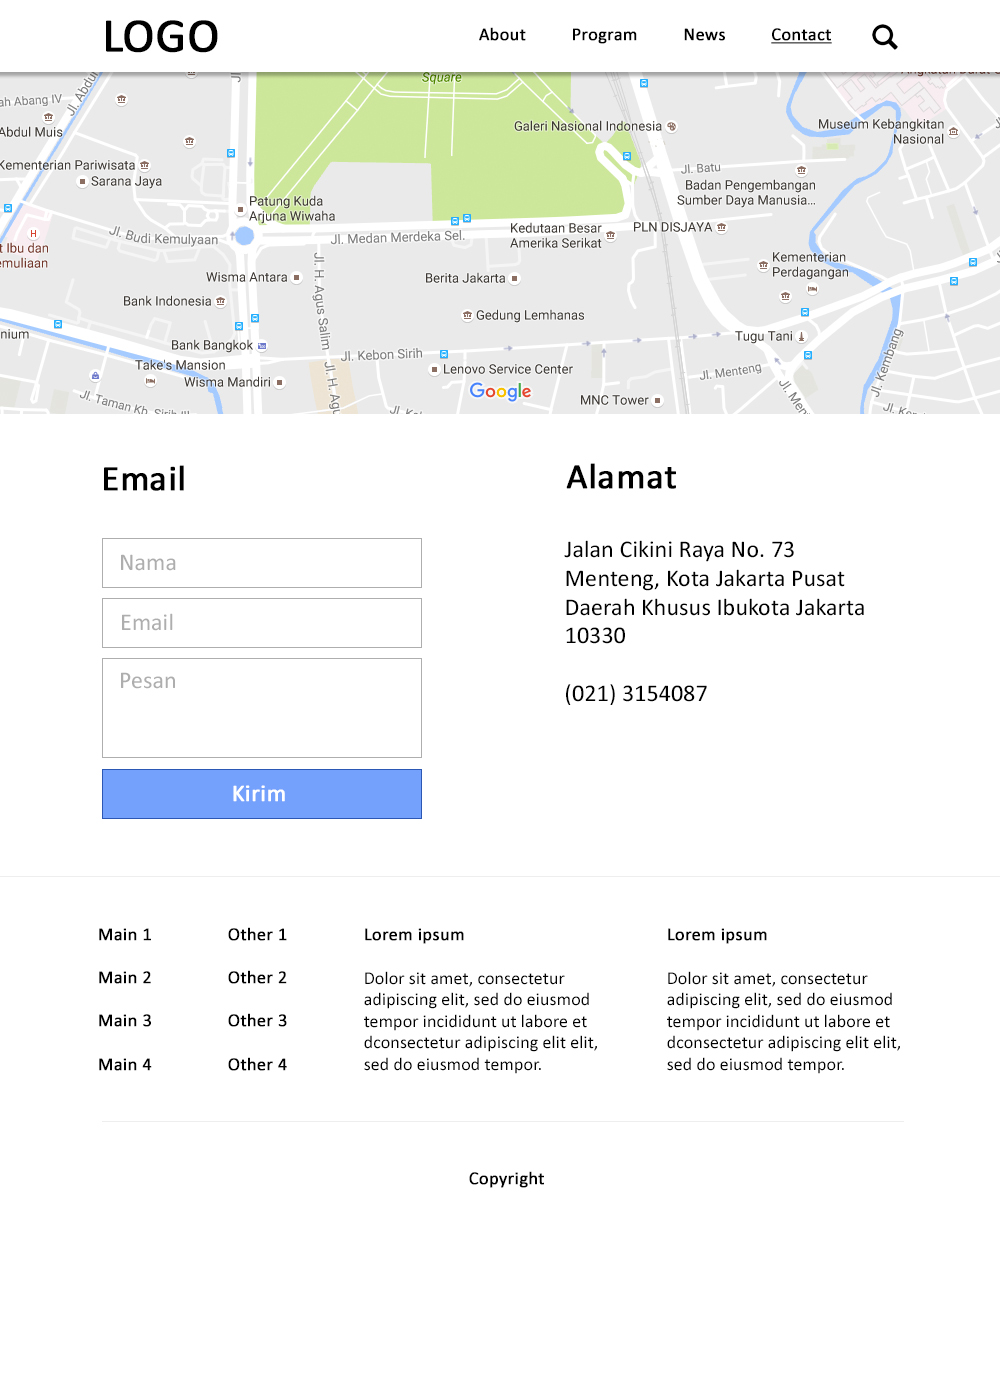 LOGO
About
Program
News
Contact
Square
Jl. Abdul
ah Abang IV
Abdul Muis
Galeri Nasional Indonesia
Museum Kebangkitan
Nasional
Kementerian Pariwisata
Sarana Jaya
Jl. Batu
Badan Pengembangan
Sumber Daya Manusia...
Patung Kuda
Arjuna Wiwaha
Jl. Budi Kemulyaan
Jl. Medan Merdeka Sel.
Kedutaan Besar
Amerika Serikat
PLN DISJAYA
H
t Ibu dan
emuliaan
Kementerian
Perdagangan
Wisma Antara
Jl. H. Agus Salim
Berita Jakarta
Bank Indonesia
Gedung Lemhanas
nium
Bank Bangkok
Tugu Tani
Jl. Kebon Sirih
Jl. Kembang
Take's Mansion
Wisma Mandiri
Lenovo Service Center
Jl. Menteng
Jl. H. Agu
Google
MNC Tower
Jl. Men
Jl. Taman Kb. Sirih III
Email
Alamat
Nama
Email
Pesan
Kirim
Jalan Cikini Raya No. 73
Menteng, Kota Jakarta Pusat
Daerah Khusus Ibukota Jakarta
10330
(021) 3154087
Main 1
Main 2
Main 3
Main 4
Other 1
Other 2
Other 3
Other 4
Lorem ipsum
Dolor sit amet, consectetur
adipiscing elit, sed do eiusmod
tempor incididunt ut labore et
dconsectetur adipiscing elit elit,
sed do eiusmod tempor.
Lorem ipsum
Dolor sit amet, consectetur
adipiscing elit, sed do eiusmod
tempor incididunt ut labore et
dconsectetur adipiscing elit elit,
sed do eiusmod tempor.
Copyright